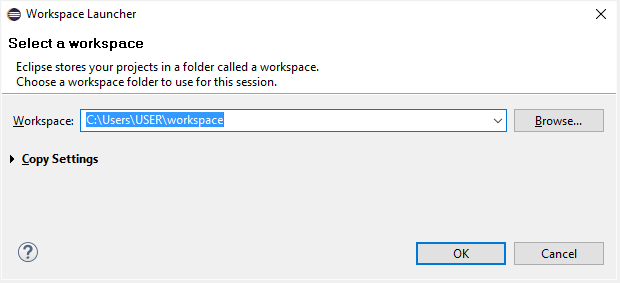 Workspace Launcher
Select a workspace
Eclipse stores your projects in a folder called a workspace.
Choose a workspace folder to use for this session.
Workspace: C:\Users\USER\workspace Browse...
Copy Settings
? OK Cancel